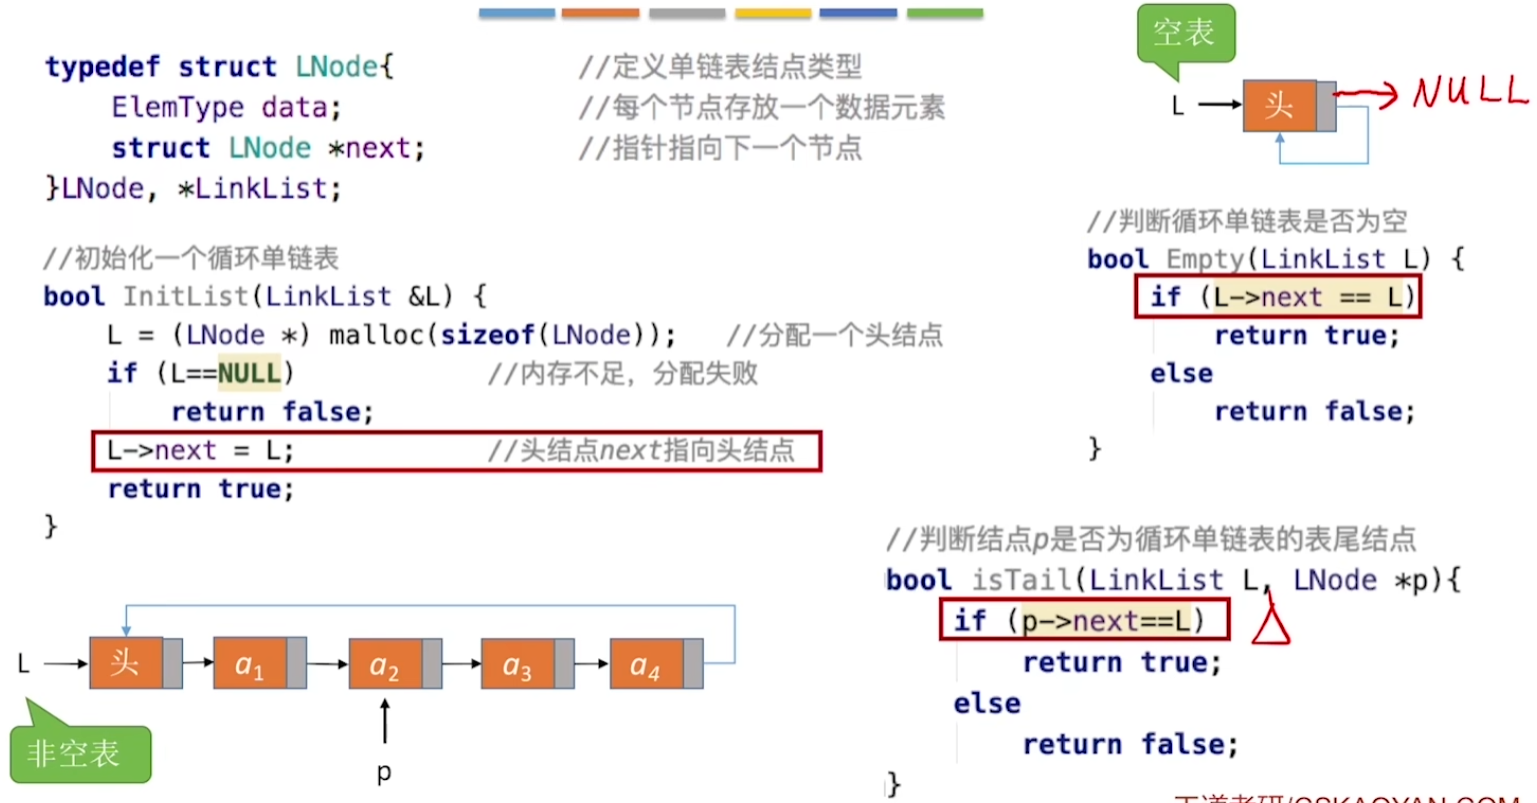 typedef struct LNode{ //定义单链表结点类型
ElemType data; //每个节点存放一个数据元素
struct LNode *next; //指针指向下一个节点
}LNode, *LinkList;
//初始化一个循环单链表
bool InitList(LinkList &L) {
L = (LNode *) malloc(sizeof(LNode)); //分配一个头结点
if (L==NULL) //内存不足，分配失败
return false;
L->next = L; //头结点next指向头结点
return true;
}
L 头 a1 a2 a3 a4
非空表
p
空表
L 头 NULL
//判断循环单链表是否为空
bool Empty(LinkList L) {
if (L->next == L)
return true;
else
return false;
}
//判断结点p是否为循环单链表的表尾结点
bool isTail(LinkList L, LNode *p){
if (p->next==L)
return true;
else
return false;
}